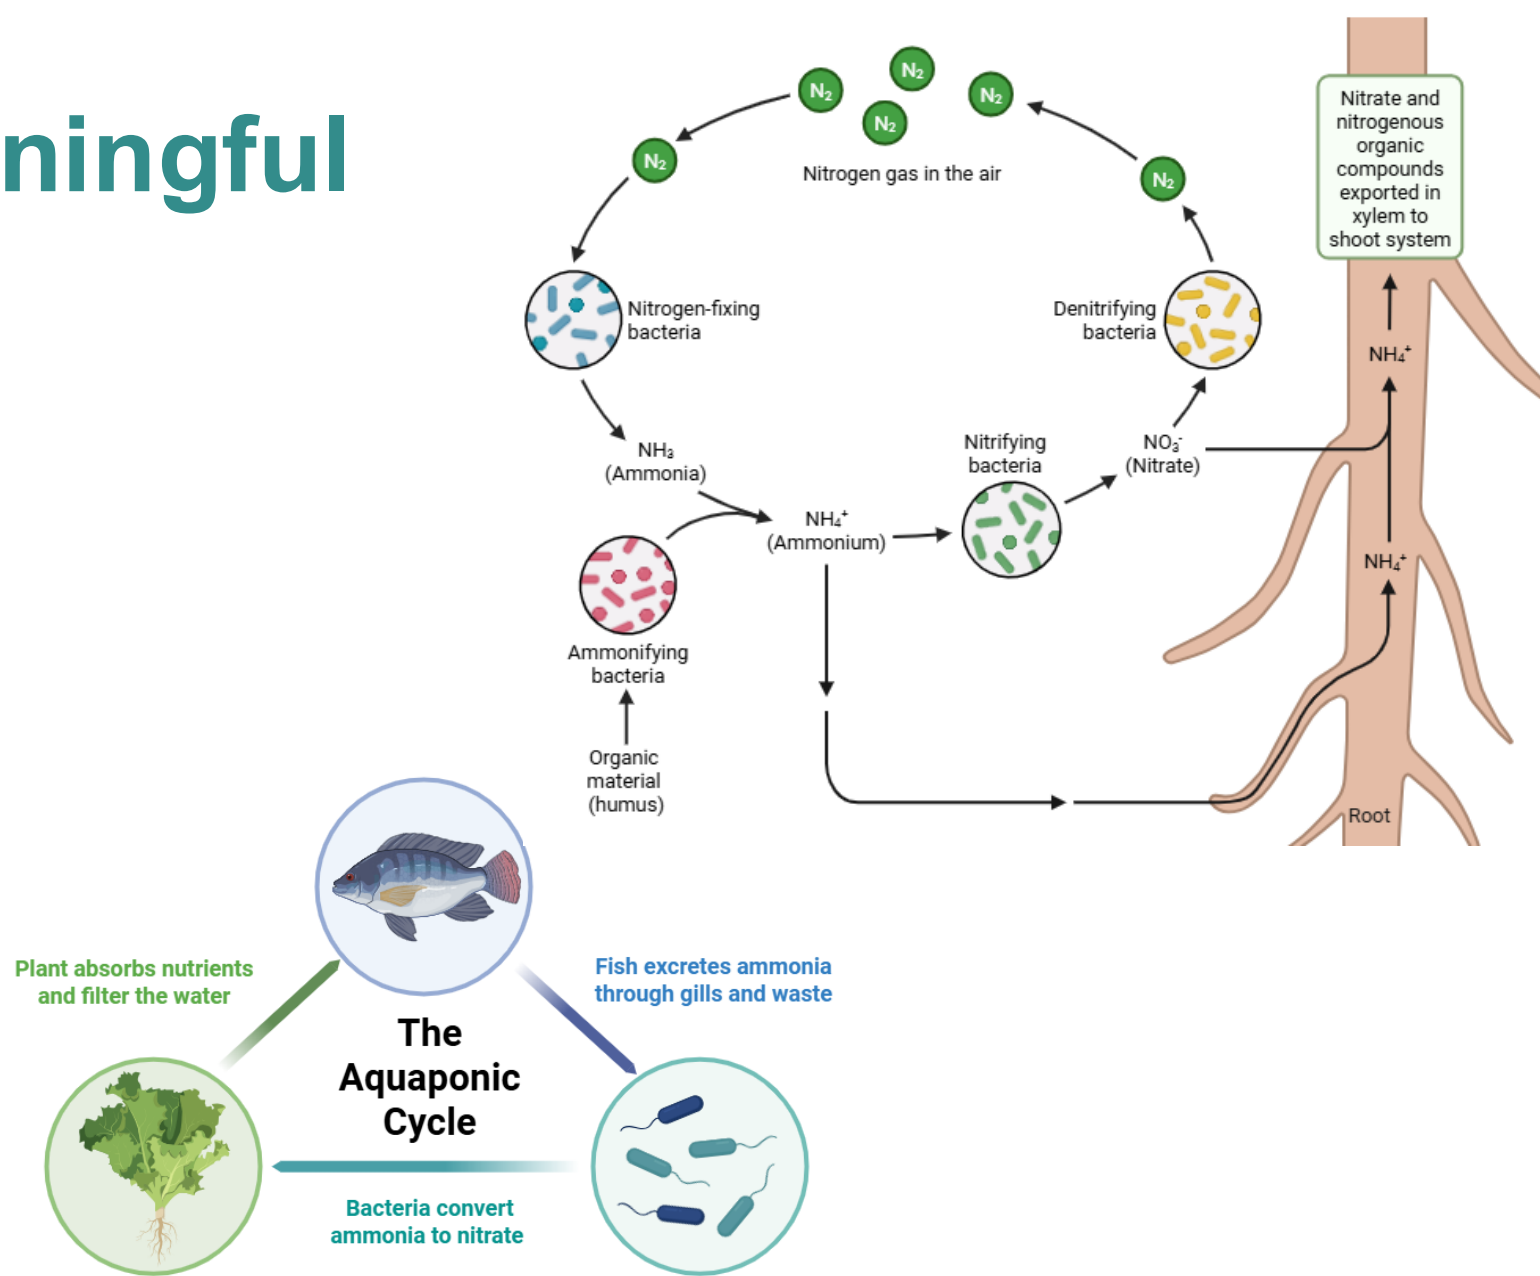 ningful
N₂
N₂
N₂
N₂
N₂
N₂
Nitrogen gas in the air
Nitrogen-fixing
bacteria
Denitrifying
bacteria
NH₃
(Ammonia)
NH₄⁺
(Ammonium)
Nitrifying
bacteria
NO₃⁻
(Nitrate)
Ammonifying
bacteria
Organic
material
(humus)
Nitrate and
nitrogenous
organic
compounds
exported in
xylem to
shoot system
NH₄⁺
NH₄⁺
Root
Plant absorbs nutrients
and filter the water
Fish excretes ammonia
through gills and waste
The
Aquaponic
Cycle
Bacteria convert
ammonia to nitrate